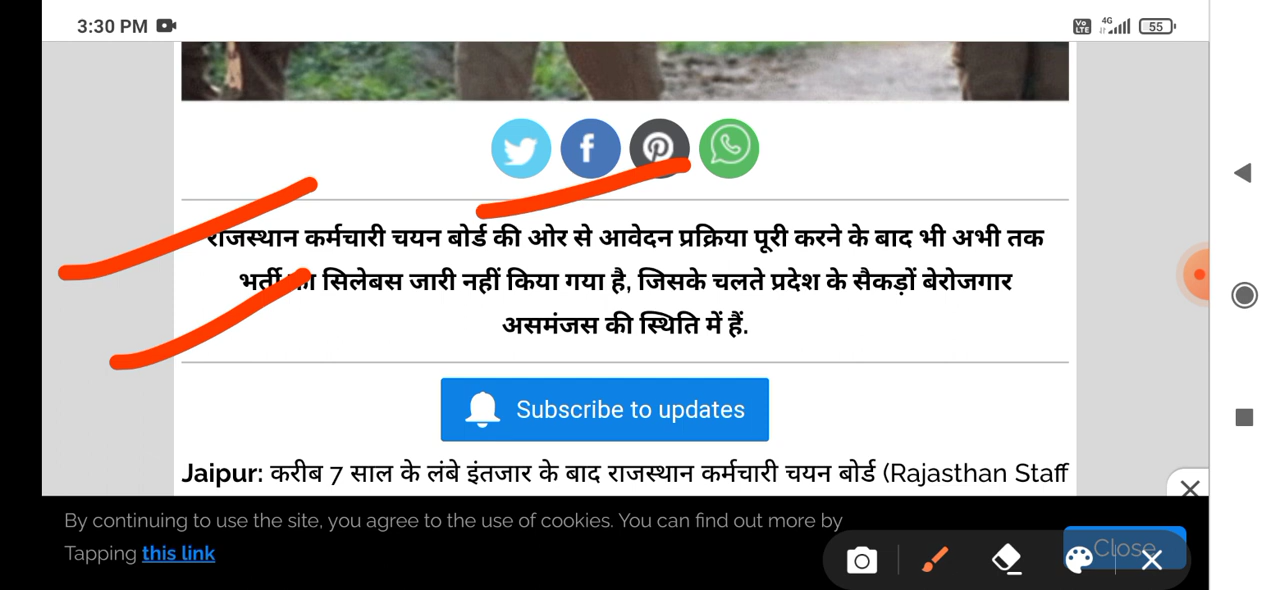 3:30 PM
VoLTE 4G 55
राजस्थान कर्मचारी चयन बोर्ड की ओर से आवेदन प्रक्रिया पूरी करने के बाद भी अभी तक
भर्ती का सिलेबस जारी नहीं किया गया है, जिसके चलते प्रदेश के सैकड़ों बेरोजगार
असमंजस की स्थिति में हैं.
Subscribe to updates
Jaipur: करीब 7 साल के लंबे इंतजार के बाद राजस्थान कर्मचारी चयन बोर्ड (Rajasthan Staff
By continuing to use the site, you agree to the use of cookies. You can find out more by
Tapping this link
Close